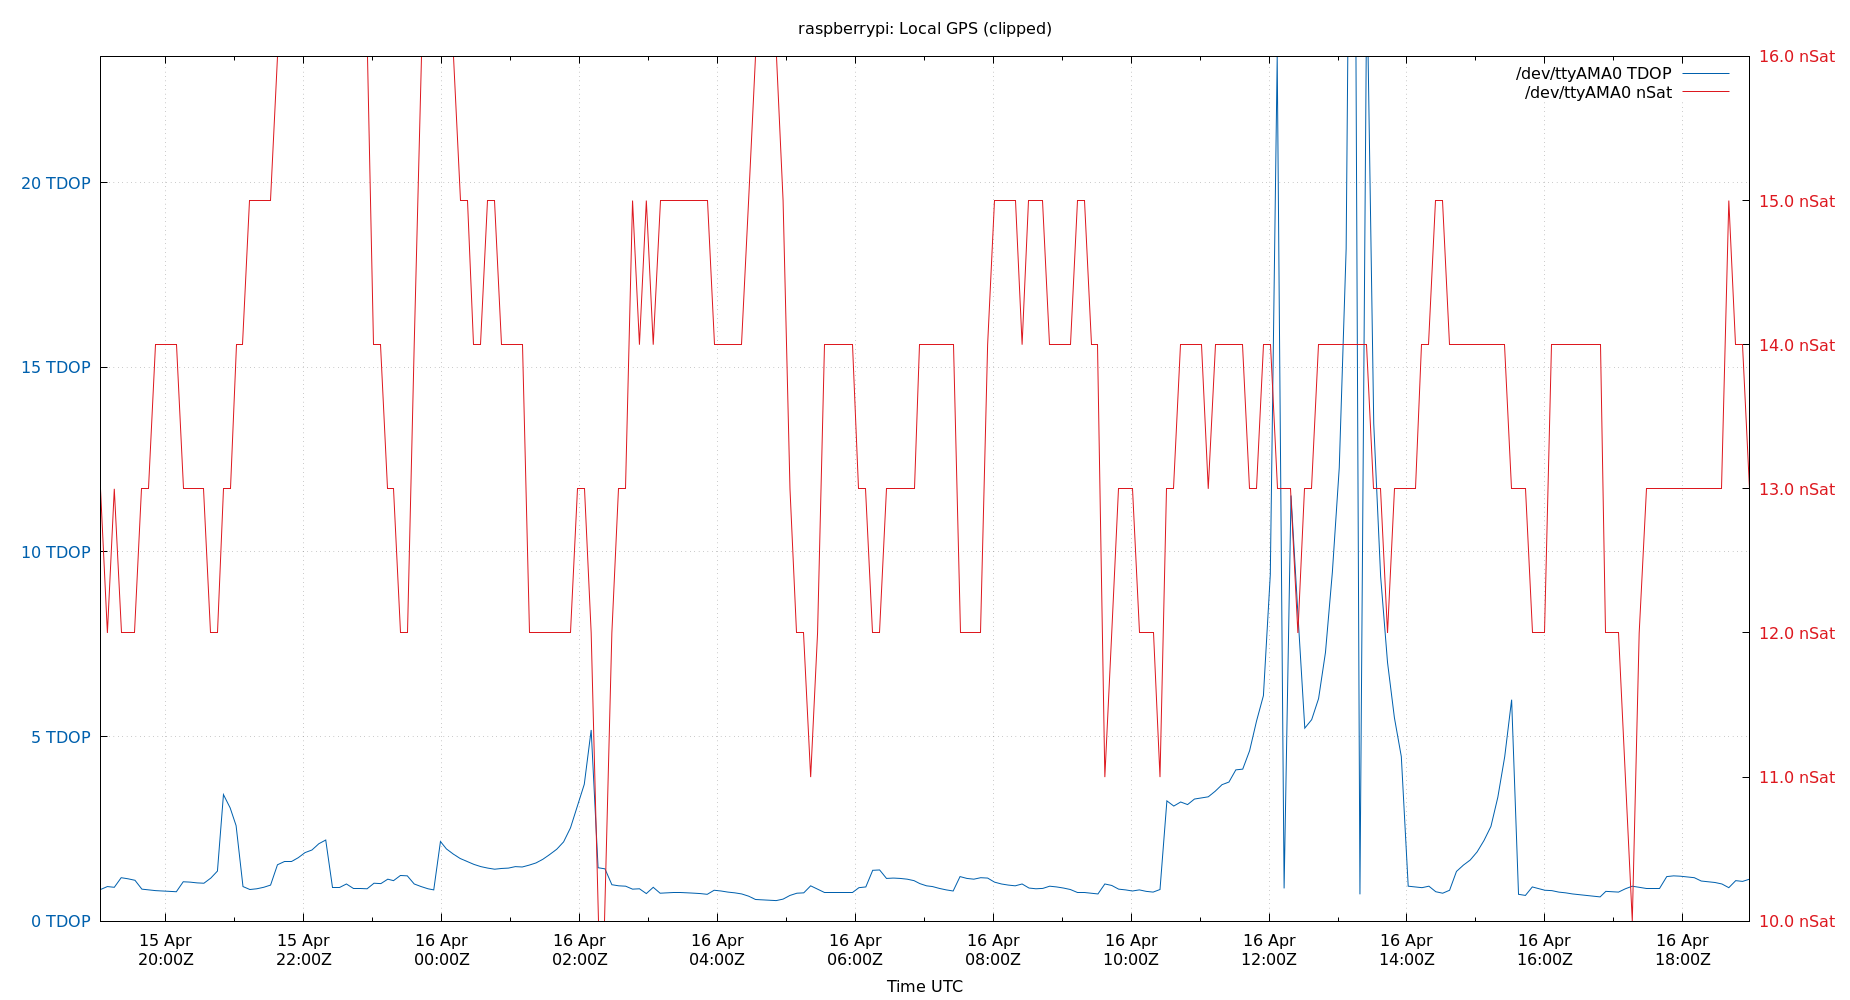 raspberrypi: Local GPS (clipped)
16.0 nSat
/dev/ttyAMA0 TDOP
/dev/ttyAMA0 nSat
20 TDOP
15.0 nSat
15 TDOP
14.0 nSat
13.0 nSat
10 TDOP
12.0 nSat
5 TDOP
11.0 nSat
0 TDOP
10.0 nSat
15 Apr
20:00Z
15 Apr
22:00Z
16 Apr
00:00Z
16 Apr
02:00Z
16 Apr
04:00Z
16 Apr
06:00Z
16 Apr
08:00Z
16 Apr
10:00Z
16 Apr
12:00Z
16 Apr
14:00Z
16 Apr
16:00Z
16 Apr
18:00Z
Time UTC